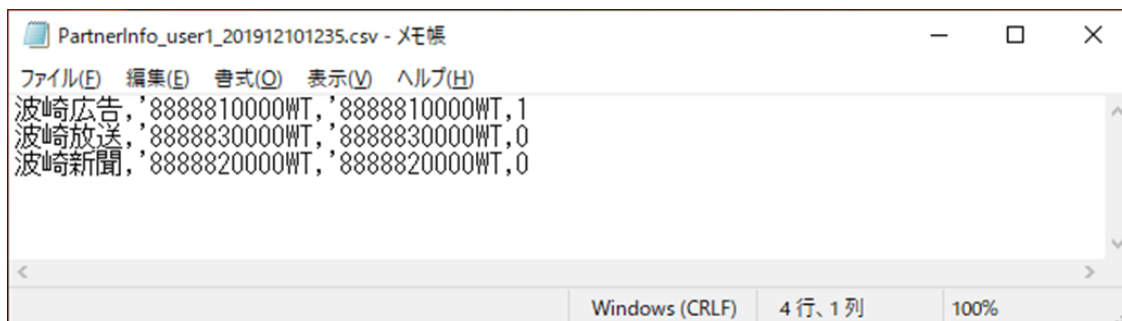 PartnerInfo_user1_201912101235.csv - メモ帳
ファイル(F) 編集(E) 書式(O) 表示(V) ヘルプ(H)
波崎広告,'8888810000WT,'8888810000WT,1
波崎放送,'8888830000WT,'8888830000WT,0
波崎新聞,'8888820000WT,'8888820000WT,0
Windows (CRLF) 4 行、1 列 100%